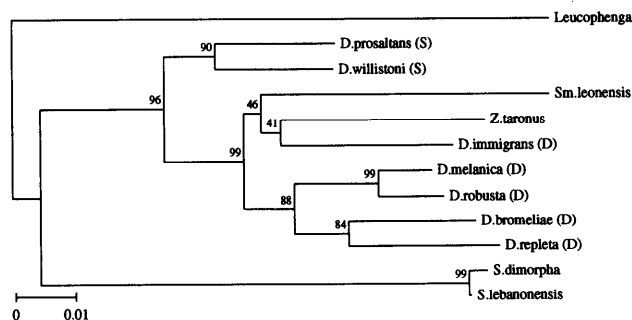 Leucophenga
90
D.prosaltans (S)
D.willistoni (S)
96
46
Sm.leonensis
41
Z.taronus
D.immigrans (D)
99
99
D.melanica (D)
88
D.robusta (D)
84
D.bromeliae (D)
D.repleta (D)
99
S.dimorpha
S.lebanonensis
0 0.01